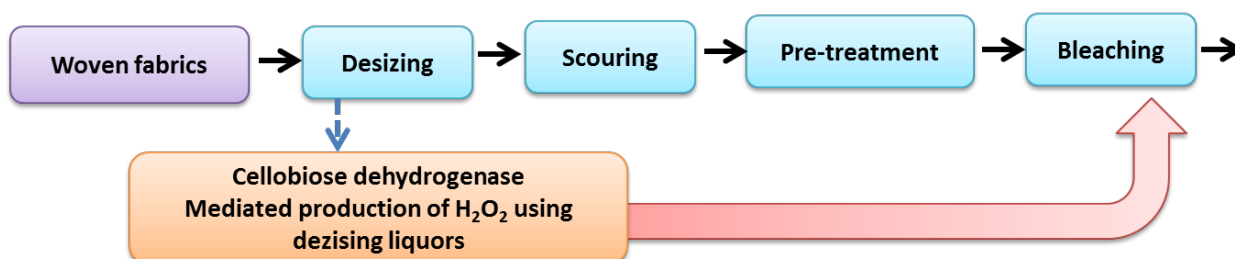 Woven fabrics
Desizing
Scouring
Pre-treatment
Bleaching
Cellobiose dehydrogenase
Mediated production of H₂O₂ using
dezising liquors